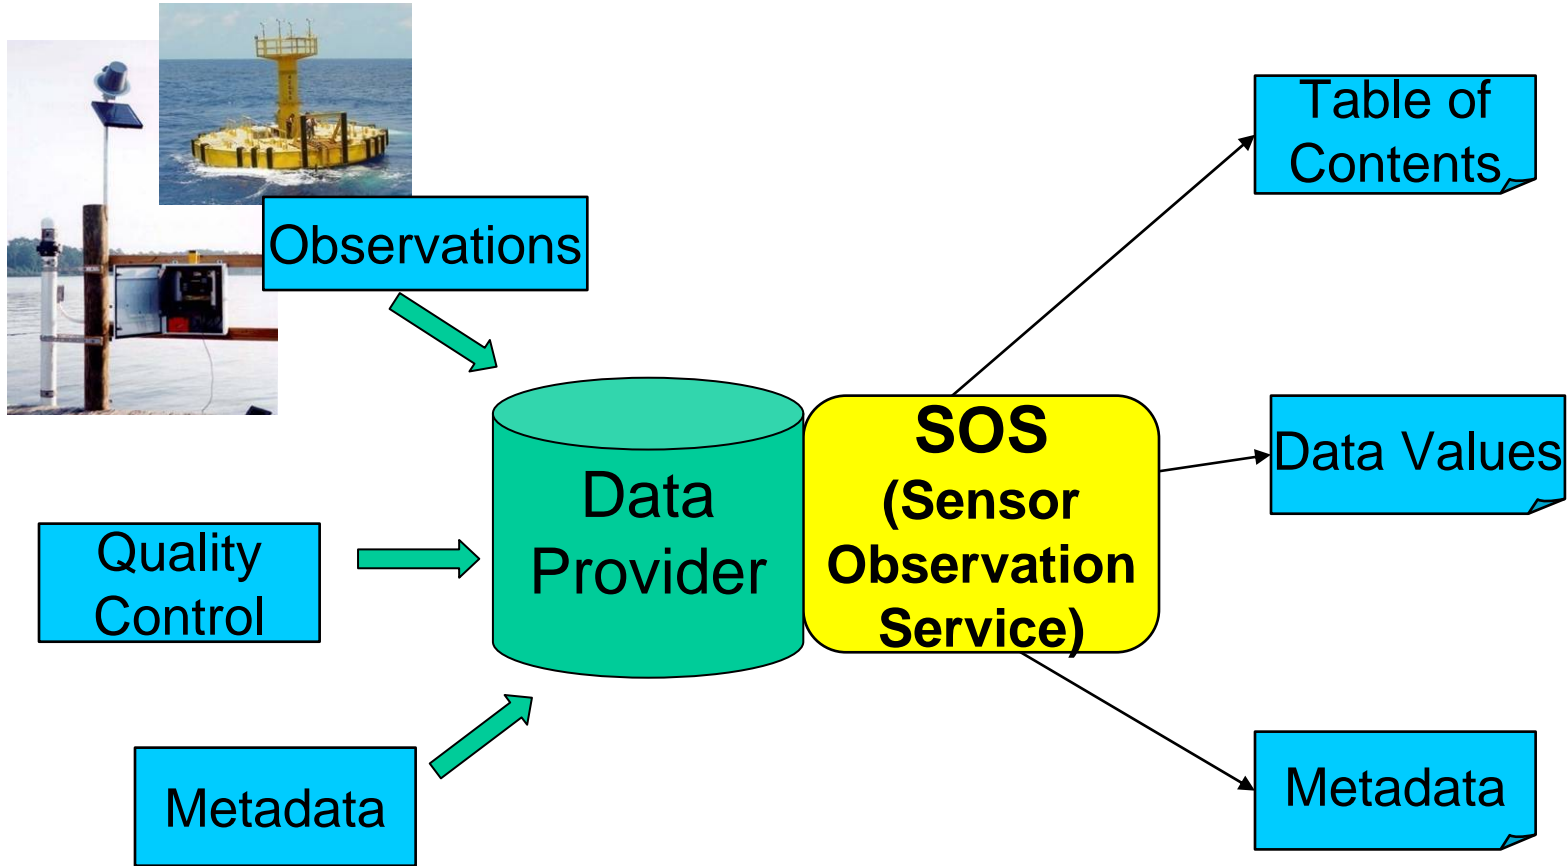 Table of
Contents
Observations
SOS
(Sensor
Observation
Service)
Data Values
Data
Provider
Quality
Control
Metadata
Metadata